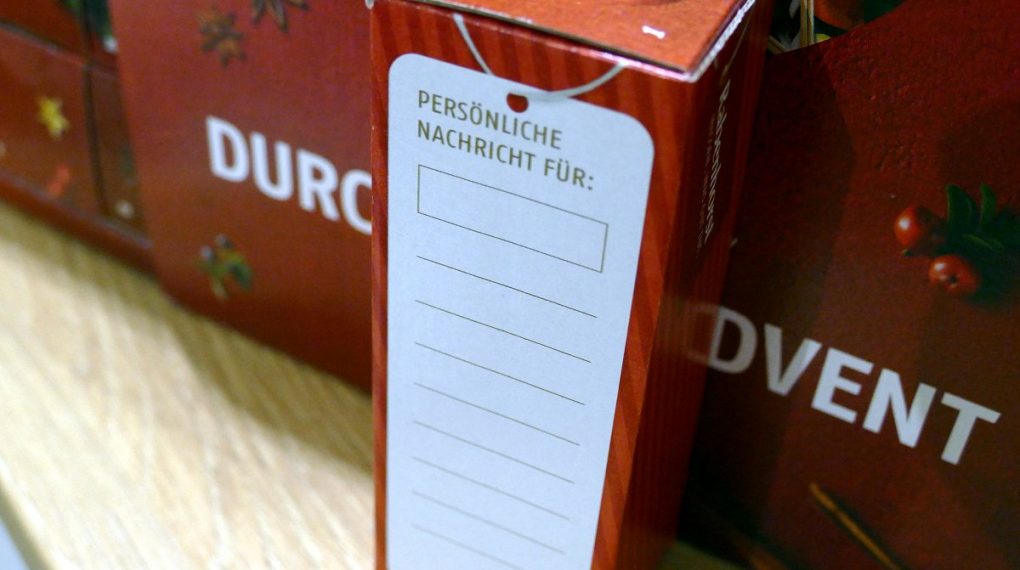 PERSÖNLICHE
NACHRICHT FÜR:
DURC
DVENT